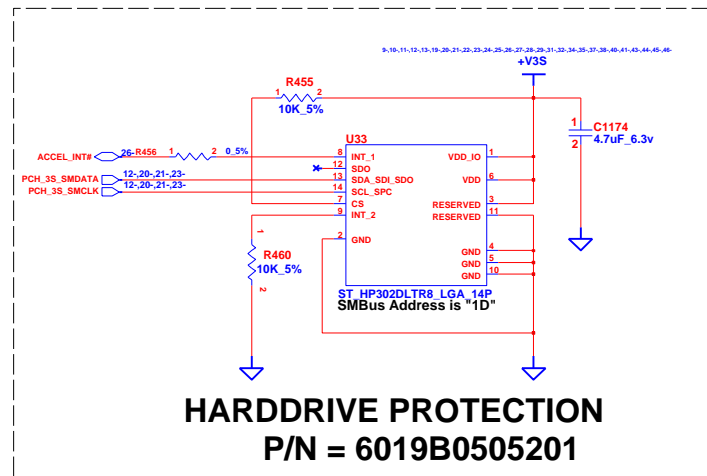 9-,10-,11-,12-,13-,19-,20-,21-,22-,23-,24-,25-,26-,27-,28-,29-,31-,32-,34-,35-,37-,38-,40-,41-,43-,44-,45-,46-
+V3S
R455
1 2
10K_5%
C1174
1
4.7uF_6.3v
2
U33
ACCEL_INT# 26- R456 1 2 0_5% 8 INT_1 VDD_IO 1
12 SDO
PCH_3S_SMDATA 12-,20-,21-,23- 13 SDA_SDI_SDO VDD 6
PCH_3S_SMCLK 12-,20-,21-,23- 14 SCL_SPC
7 CS RESERVED 3
9 INT_2 RESERVED 11
1
2 GND
R460
10K_5%
2
GND 4
GND 5
GND 10
ST_HP302DLTR8_LGA_14P
SMBus Address is "1D"
HARDDRIVE PROTECTION
P/N = 6019B0505201